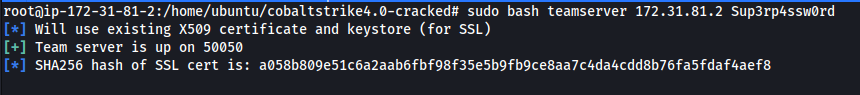 root@ip-172-31-81-2:/home/ubuntu/cobaltstrike4.0-cracked# sudo bash teamserver 172.31.81.2 Sup3rp4ssw0rd
[*] Will use existing X509 certificate and keystore (for SSL)
[+] Team server is up on 50050
[*] SHA256 hash of SSL cert is: a058b809e51c6a2aab6fbf98f35e5b9fb9ce8aa7c4da4cdd8b76fa5fdaf4aef8